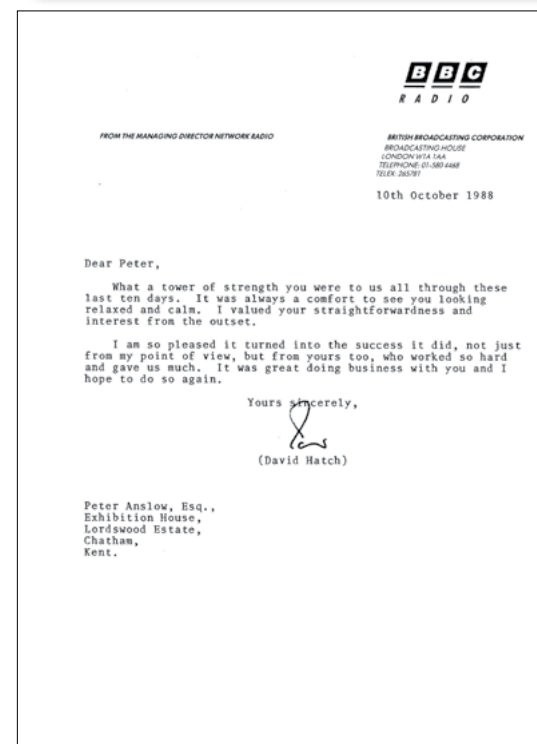 BBC
RADIO
FROM THE MANAGING DIRECTOR NETWORK RADIO
BRITISH BROADCASTING CORPORATION
BROADCASTING HOUSE
LONDON W1A 1AA
TELEPHONE: 01-580 4468
TELEX: 265781
10th October 1988
Dear Peter,
What a tower of strength you were to us all through these
last ten days. It was always a comfort to see you looking
relaxed and calm. I valued your straightforwardness and
interest from the outset.
I am so pleased it turned into the success it did, not just
from my point of view, but from yours too, who worked so hard
and gave us much. It was great doing business with you and I
hope to do so again.
Yours sincerely,
(David Hatch)
Peter Anslow, Esq.,
Exhibition House,
Lordswood Estate,
Chatham,
Kent.